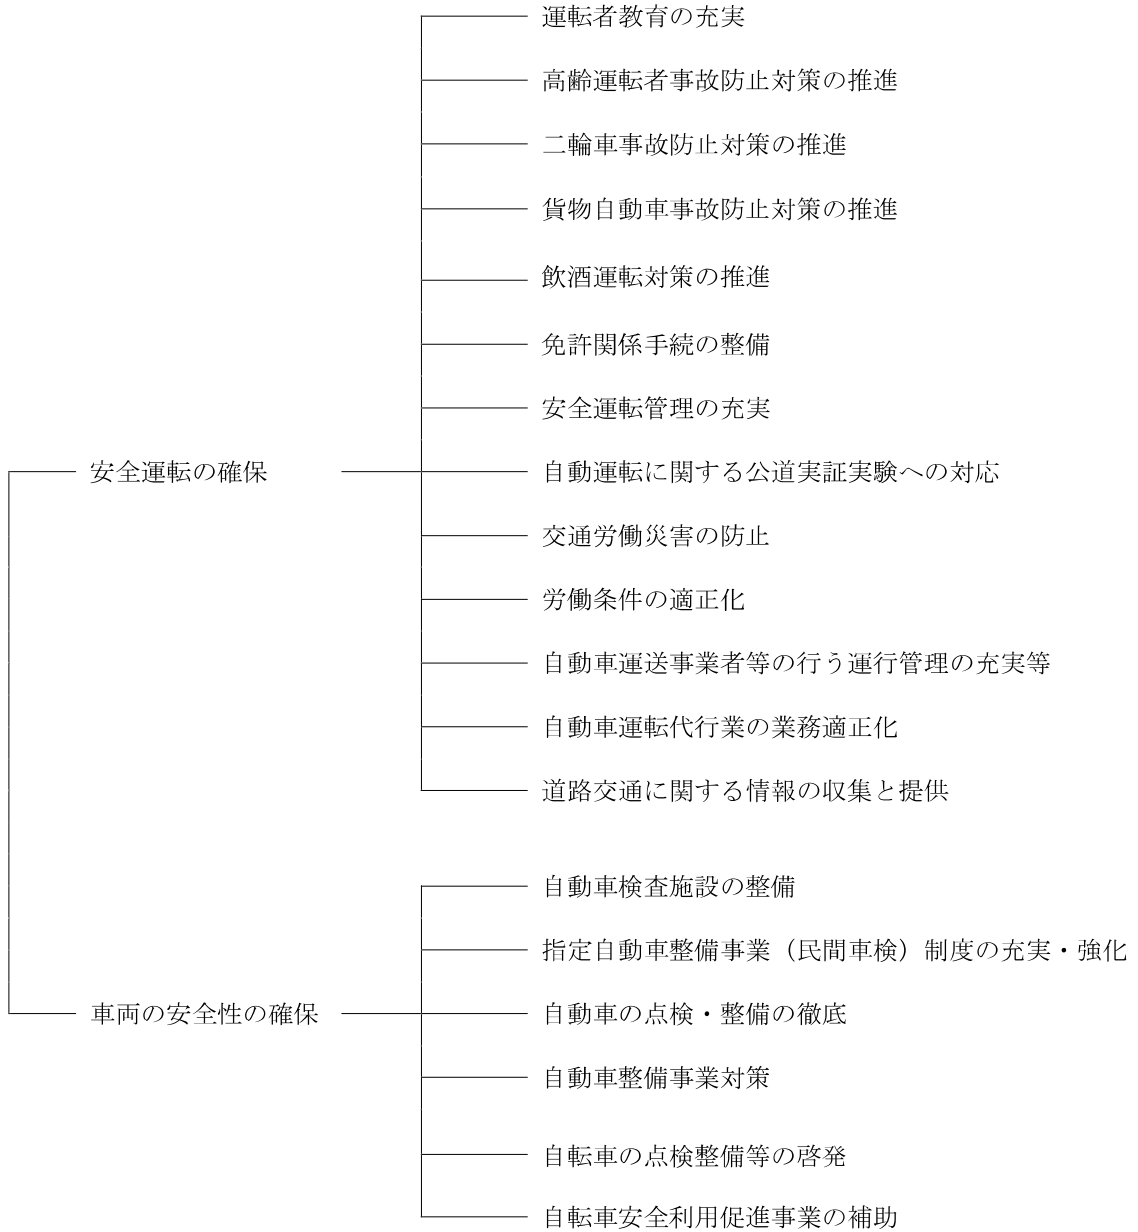 運転者教育の充実
高齢運転者事故防止対策の推進
二輪車事故防止対策の推進
貨物自動車事故防止対策の推進
飲酒運転対策の推進
免許関係手続の整備
安全運転管理の充実
安全運転の確保
自動運転に関する公道実証実験への対応
交通労働災害の防止
労働条件の適正化
自動車運送事業者等の行う運行管理の充実等
自動車運転代行業の業務適正化
道路交通に関する情報の収集と提供
自動車検査施設の整備
指定自動車整備事業（民間車検）制度の充実・強化
車両の安全性の確保
自動車の点検・整備の徹底
自動車整備事業対策
自転車の点検整備等の啓発
自転車安全利用促進事業の補助